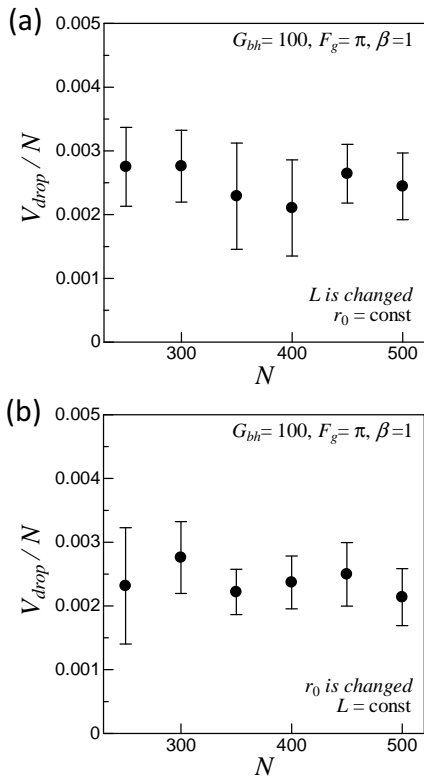 (a)
G_bh= 100, F_g= π, β=1
0.005
0.004
0.003
0.002
0.001
0
V_drop / N
L is changed
r_0 = const
300 400 500
N
(b)
G_bh= 100, F_g= π, β=1
0.005
0.004
0.003
0.002
0.001
0
V_drop / N
r_0 is changed
L = const
300 400 500
N